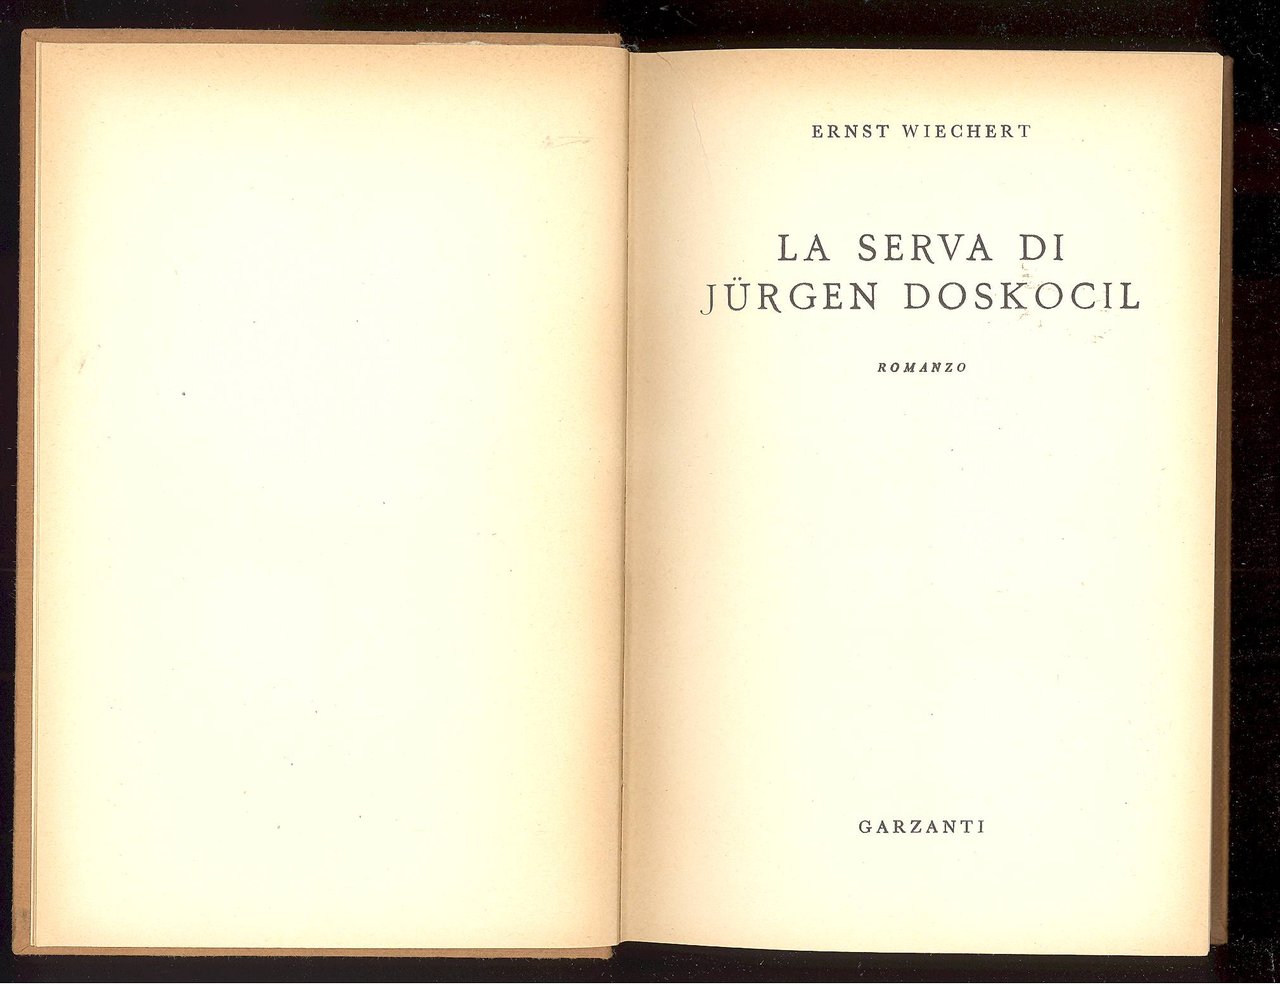 ERNST WIECHERT
LA SERVA DI
JÜRGEN DOSKOCIL
ROMANZO
GARZANTI